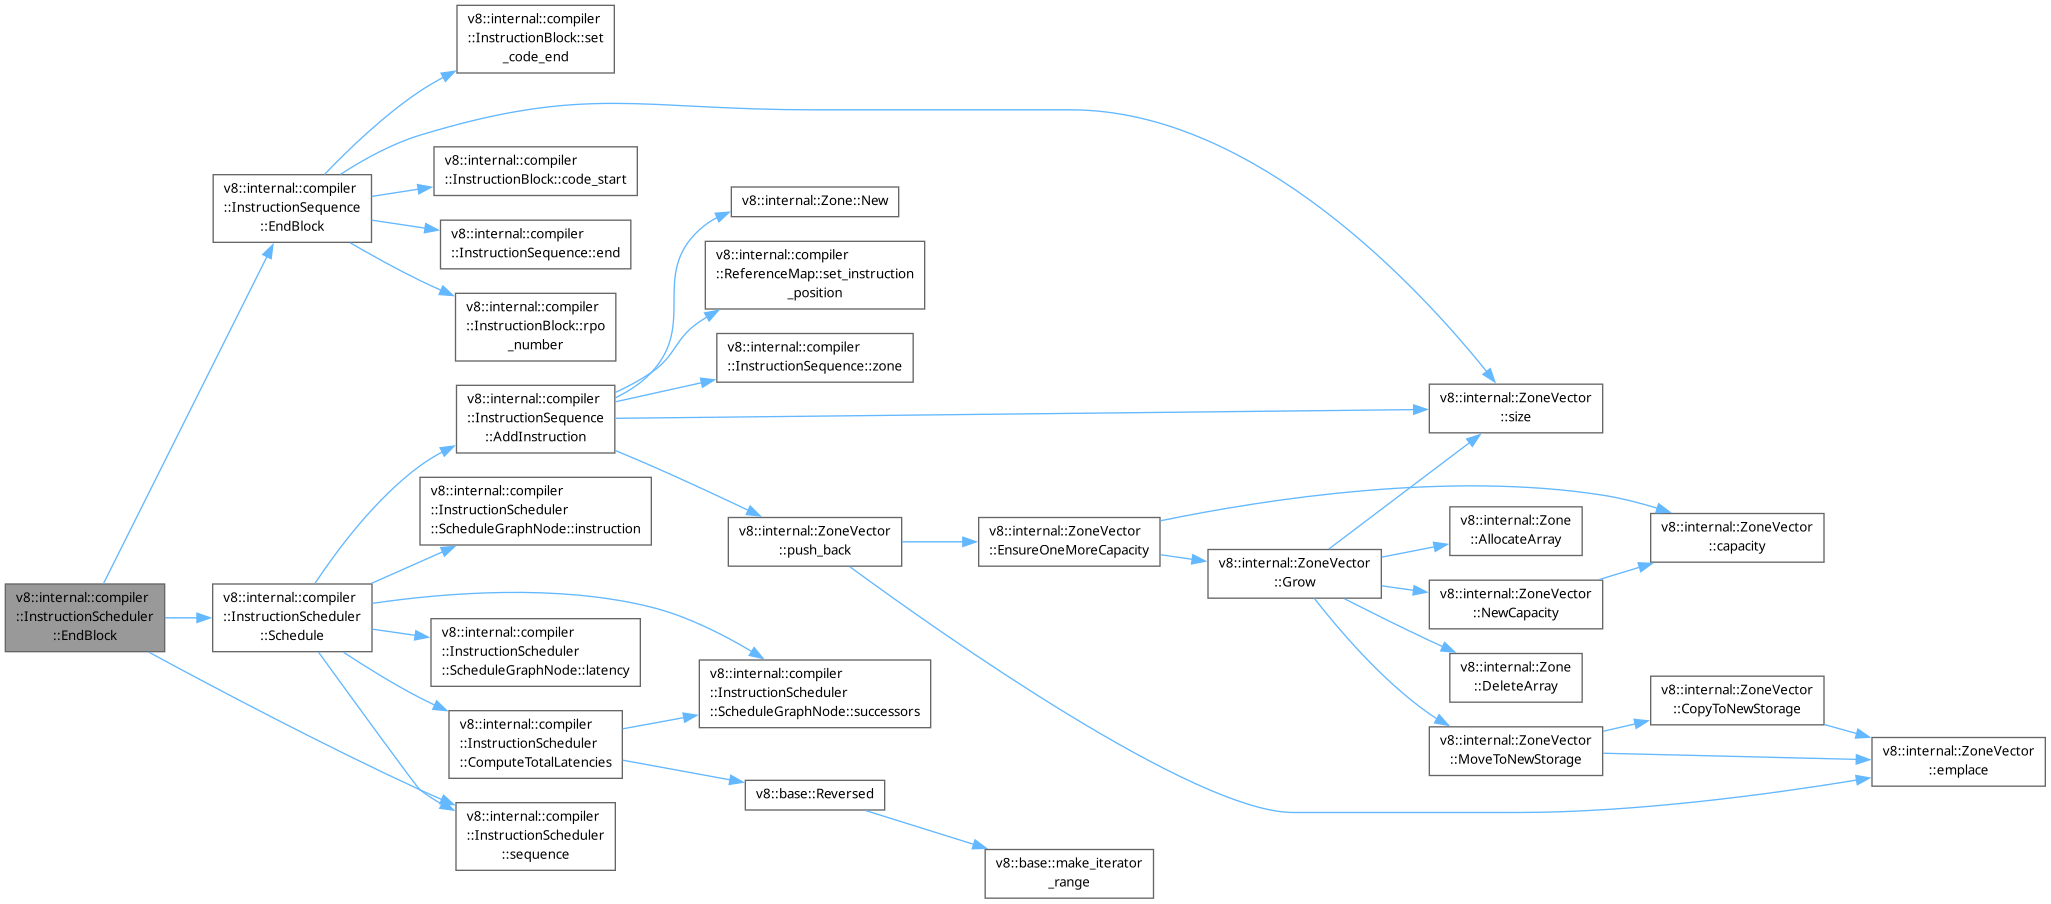 v8::internal::compiler
::InstructionScheduler
::EndBlock
v8::internal::compiler
::InstructionSequence
::EndBlock
v8::internal::compiler
::InstructionBlock::set
_code_end
v8::internal::compiler
::InstructionBlock::code_start
v8::internal::compiler
::InstructionSequence::end
v8::internal::compiler
::InstructionBlock::rpo
_number
v8::internal::ZoneVector
::size
v8::internal::compiler
::InstructionScheduler
::Schedule
v8::internal::compiler
::InstructionSequence
::AddInstruction
v8::internal::Zone::New
v8::internal::compiler
::ReferenceMap::set_instruction
_position
v8::internal::compiler
::InstructionSequence::zone
v8::internal::ZoneVector
::push_back
v8::internal::ZoneVector
::EnsureOneMoreCapacity
v8::internal::ZoneVector
::capacity
v8::internal::ZoneVector
::Grow
v8::internal::Zone
::AllocateArray
v8::internal::ZoneVector
::NewCapacity
v8::internal::Zone
::DeleteArray
v8::internal::ZoneVector
::MoveToNewStorage
v8::internal::ZoneVector
::CopyToNewStorage
v8::internal::ZoneVector
::emplace
v8::internal::compiler
::InstructionScheduler
::ScheduleGraphNode::instruction
v8::internal::compiler
::InstructionScheduler
::ScheduleGraphNode::latency
v8::internal::compiler
::InstructionScheduler
::ScheduleGraphNode::successors
v8::internal::compiler
::InstructionScheduler
::ComputeTotalLatencies
v8::base::Reversed
v8::base::make_iterator
_range
v8::internal::compiler
::InstructionScheduler
::sequence